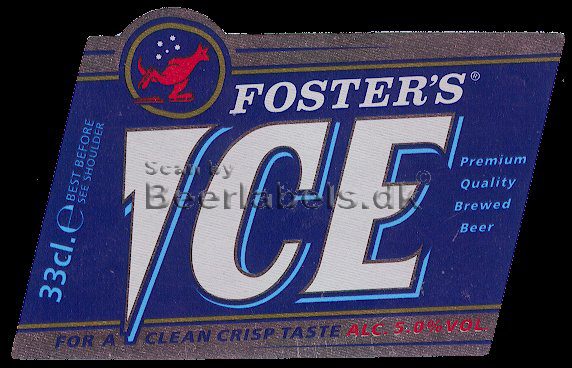 FOSTER'S®
ICE
Premium
Quality
Brewed
Beer
33cl. ℮ BEST BEFORE
SEE SHOULDER
FOR A CLEAN CRISP TASTE ALC. 5.0% VOL.
Scan by
Beerlabels.dk ©